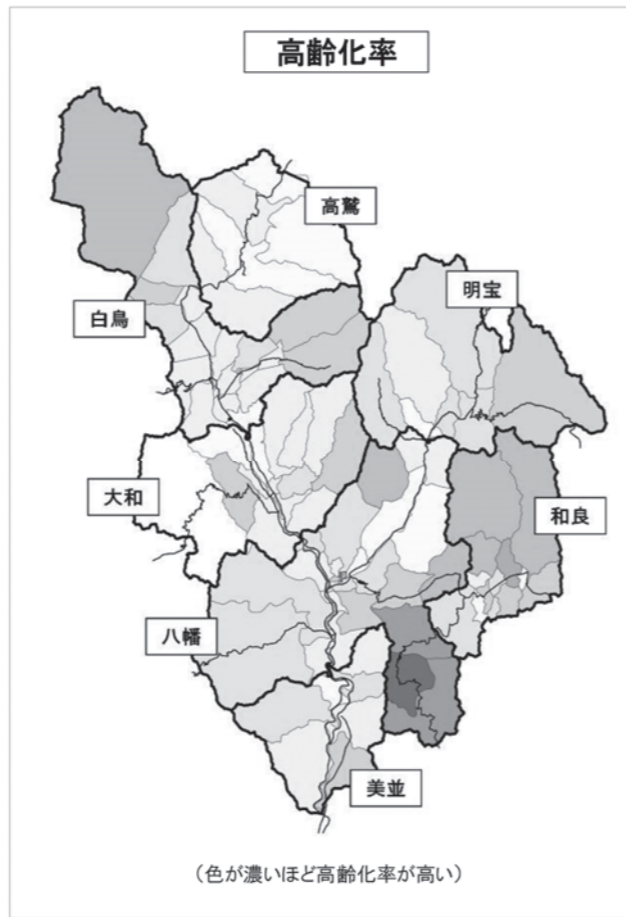 高齢化率
高鷲
明宝
白鳥
大和
和良
八幡
美並
（色が濃いほど高齢化率が高い）